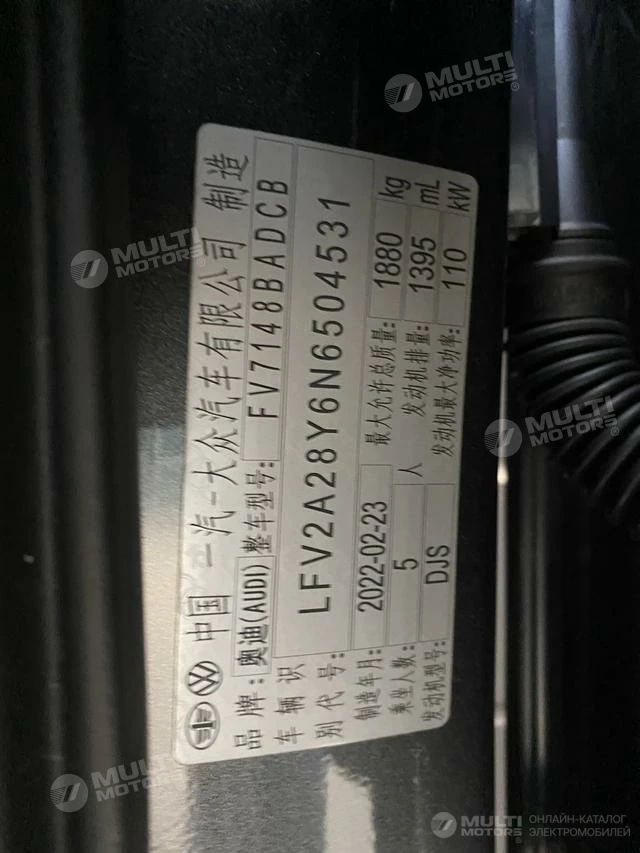 中国 一汽-大众汽车有限公司 制造
品牌: 奥迪(AUDI) 整车型号: FV7148BADCB
车辆识别代号: LFV2A28Y6N6504531
制造年月: 2022-02-23 最大允许总质量: 1880 kg
乘坐人数: 5 人 发动机排量: 1395 mL
发动机型号: DJS 发动机最大净功率: 110 kW
MULTI MOTORS®
MULTI MOTORS®
MULTI MOTORS®
MULTI MOTORS®
MULTI MOTORS® ОНЛАЙН-КАТАЛОГ ЭЛЕКТРОМОБИЛЕЙ